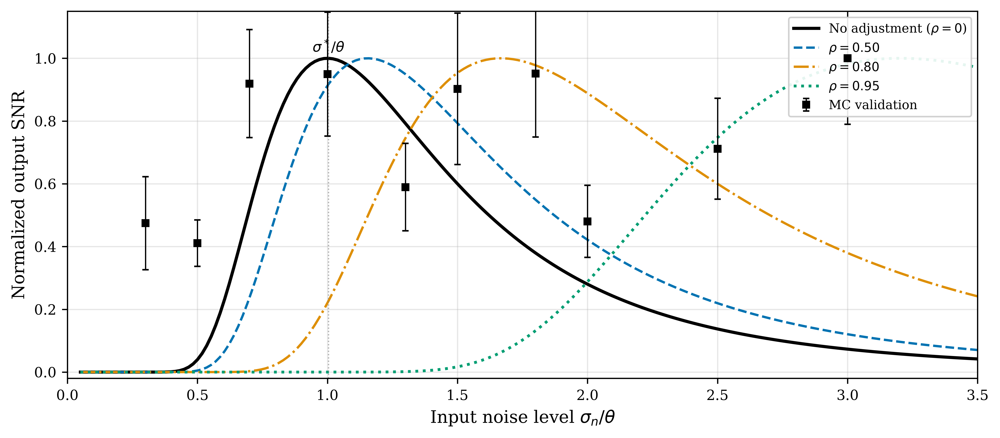 Normalized output SNR
1.0
0.8
0.6
0.4
0.2
0.0
σ*/θ
No adjustment (ρ = 0)
ρ = 0.50
ρ = 0.80
ρ = 0.95
MC validation
0.0 0.5 1.0 1.5 2.0 2.5 3.0 3.5
Input noise level σₙ/θ